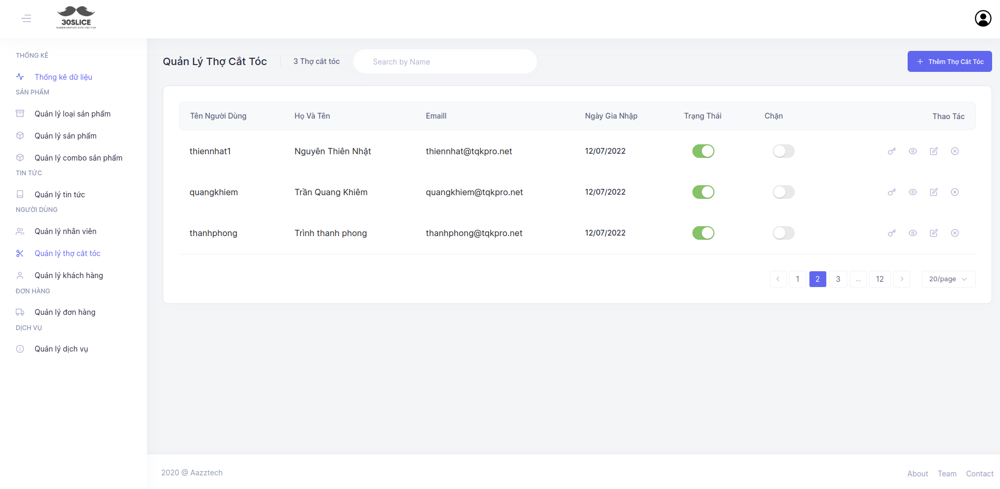 30SLICE
BARBER SHOP ĐẦU HÀNG VIỆT NAM
THỐNG KÊ
Thống kê dữ liệu
SẢN PHẨM
Quản lý loại sản phẩm
Quản lý sản phẩm
Quản lý combo sản phẩm
TIN TỨC
Quản lý tin tức
NGƯỜI DÙNG
Quản lý nhân viên
Quản lý thợ cắt tóc
Quản lý khách hàng
ĐƠN HÀNG
Quản lý đơn hàng
DỊCH VỤ
Quản lý dịch vụ
Quản Lý Thợ Cắt Tóc 3 Thợ cắt tóc Search by Name Thêm Thợ Cắt Tóc
Tên Người Dùng Họ Và Tên Emaill Ngày Gia Nhập Trạng Thái Chặn Thao Tác
thiennhat1 Nguyên Thiên Nhật thiennhat@tqkpro.net 12/07/2022
quangkhiem Trần Quang Khiêm quangkhiem@tqkpro.net 12/07/2022
thanhphong Trình thanh phong thanhphong@tqkpro.net 12/07/2022
1 2 3 ... 12 20/page
2020 @ Aazztech About Team Contact